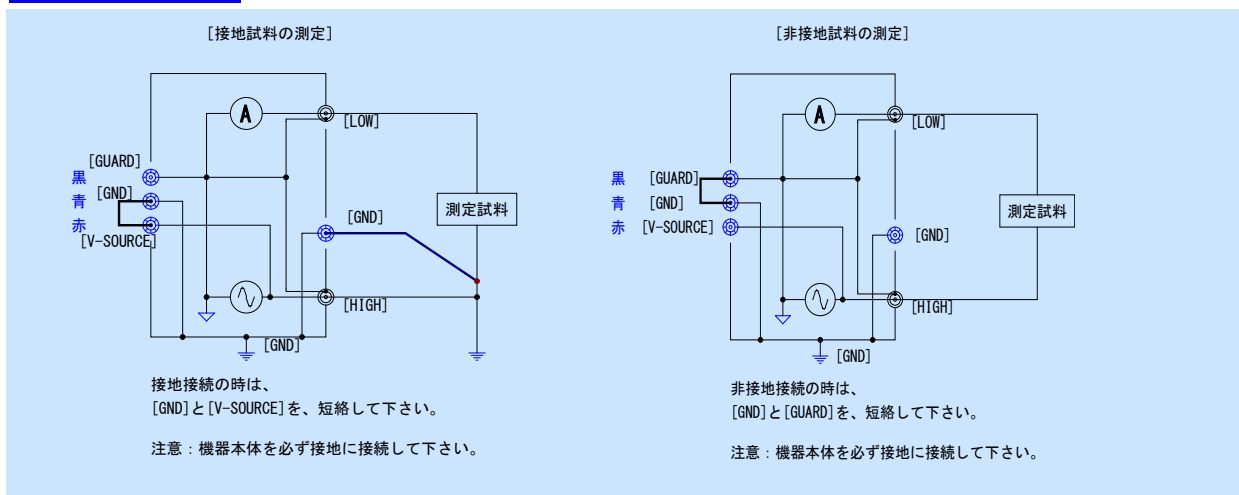 [接地試料の測定]
A
[LOW]
[GUARD]
黒
[GND]
青
赤
[V-SOURCE]
[GND]
測定試料
[HIGH]
[GND]
接地接続の時は、
[GND]と[V-SOURCE]を、短絡して下さい。
注意：機器本体を必ず接地に接続して下さい。
[非接地試料の測定]
A
[LOW]
黒 [GUARD]
青 [GND]
赤 [V-SOURCE]
測定試料
[GND]
[HIGH]
[GND]
非接地接続の時は、
[GND]と[GUARD]を、短絡して下さい。
注意：機器本体を必ず接地に接続して下さい。